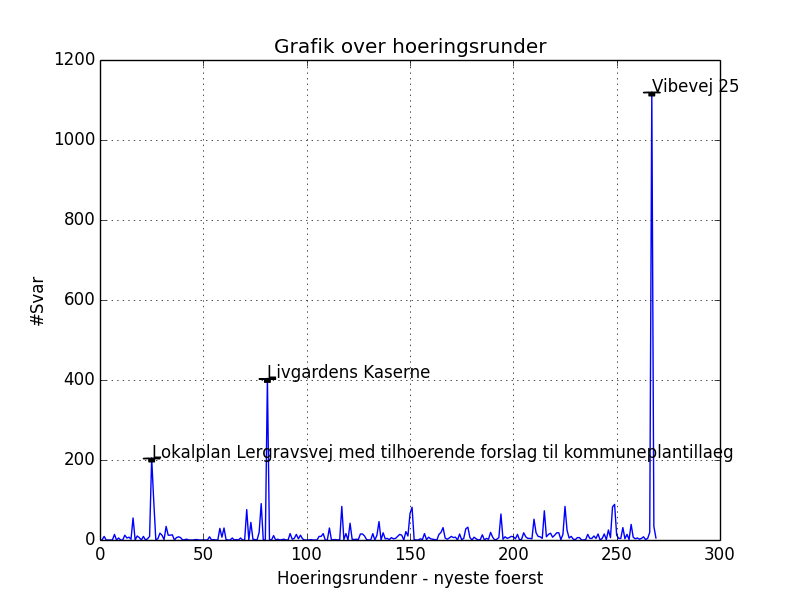 Grafik over hoeringsrunder
1200
1000
800
600
400
200
0
#Svar
Vibevej 25
Livgardens Kaserne
Lokalplan Lergravsvej med tilhoerende forslag til kommuneplantillaeg
0 50 100 150 200 250 300
Hoeringsrundenr - nyeste foerst